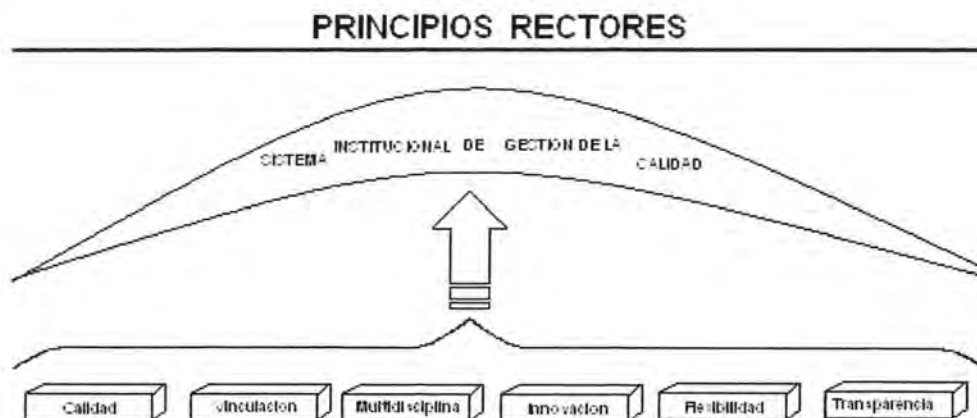 PRINCIPIOS RECTORES
SISTEMA INSTITUCIONAL DE GESTION DE LA CALIDAD
Calidad
Vinculacion
Multidisciplina
Innovacion
Flexibilidad
Transparencia